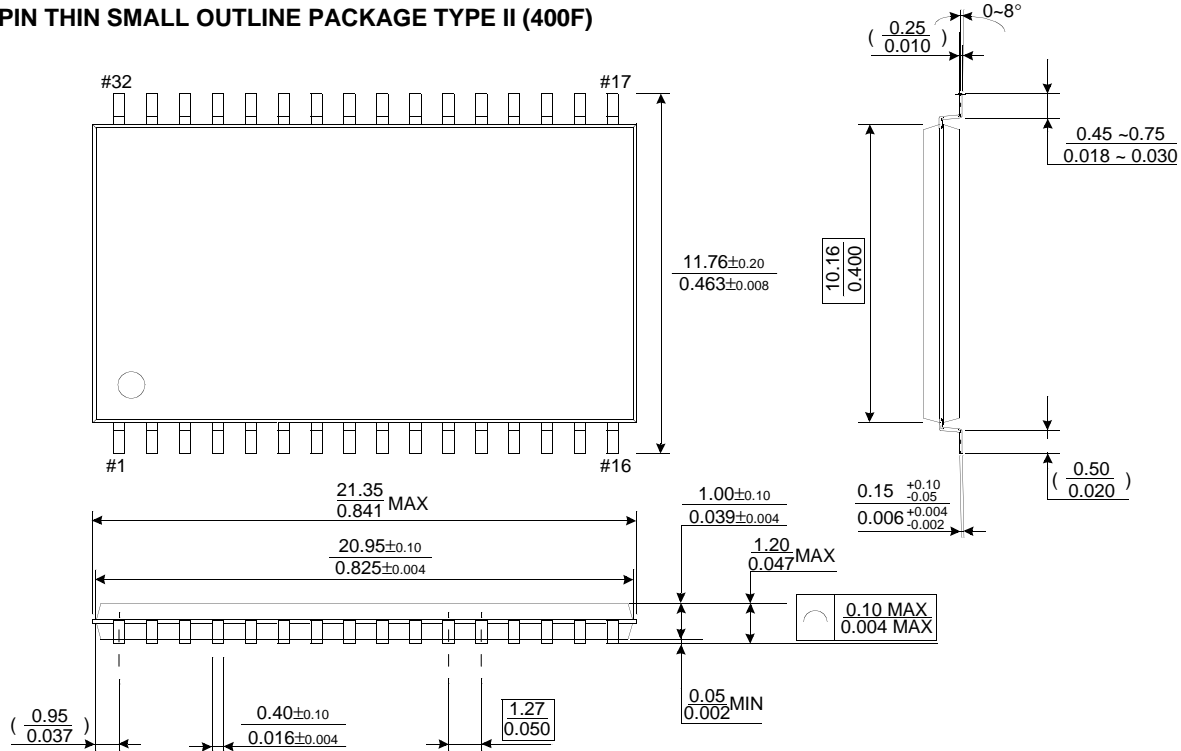 PIN THIN SMALL OUTLINE PACKAGE TYPE II (400F)
0~8°
( 0.25 )
0.010
#32
#17
0.45 ~0.75
0.018 ~ 0.030
11.76±0.20
0.463±0.008
10.16
0.400
#1
#16
( 0.50 )
0.020
21.35
0.841 MAX
1.00±0.10
0.039±0.004
0.15 +0.10 -0.05
0.006 +0.004 -0.002
20.95±0.10
0.825±0.004
1.20
0.047 MAX
0.10 MAX
0.004 MAX
0.05
0.002 MIN
( 0.95 )
0.037
0.40±0.10
0.016±0.004
1.27
0.050